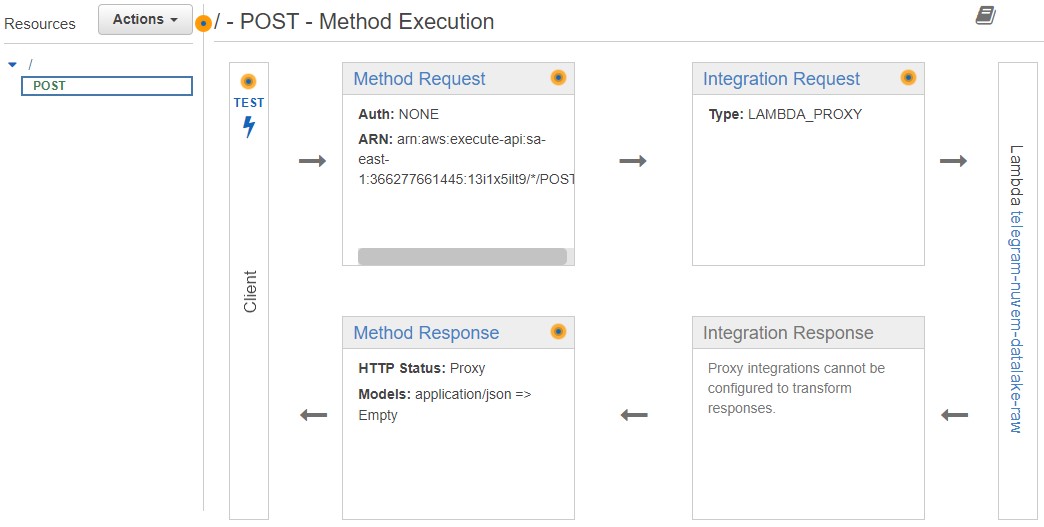 Resources
Actions
/ - POST - Method Execution
/
POST
TEST
Client
Method Request
Auth: NONE
ARN: arn:aws:execute-api:sa-
east-
1:366277661445:13i1x5ilt9/*/POST
Integration Request
Type: LAMBDA_PROXY
Lambda telegram-nuvem-datalake-raw
Method Response
HTTP Status: Proxy
Models: application/json =>
Empty
Integration Response
Proxy integrations cannot be
configured to transform
responses.